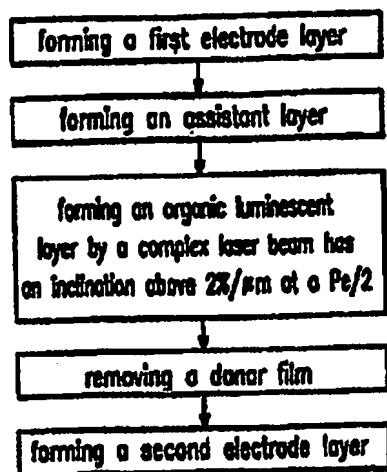 forming a first electrode layer
forming an assistant layer
forming an organic luminescent
layer by a complex laser beam has
an inclination above 2%/μm at a Pe/2
removing a donar film
forming a second electrode layer